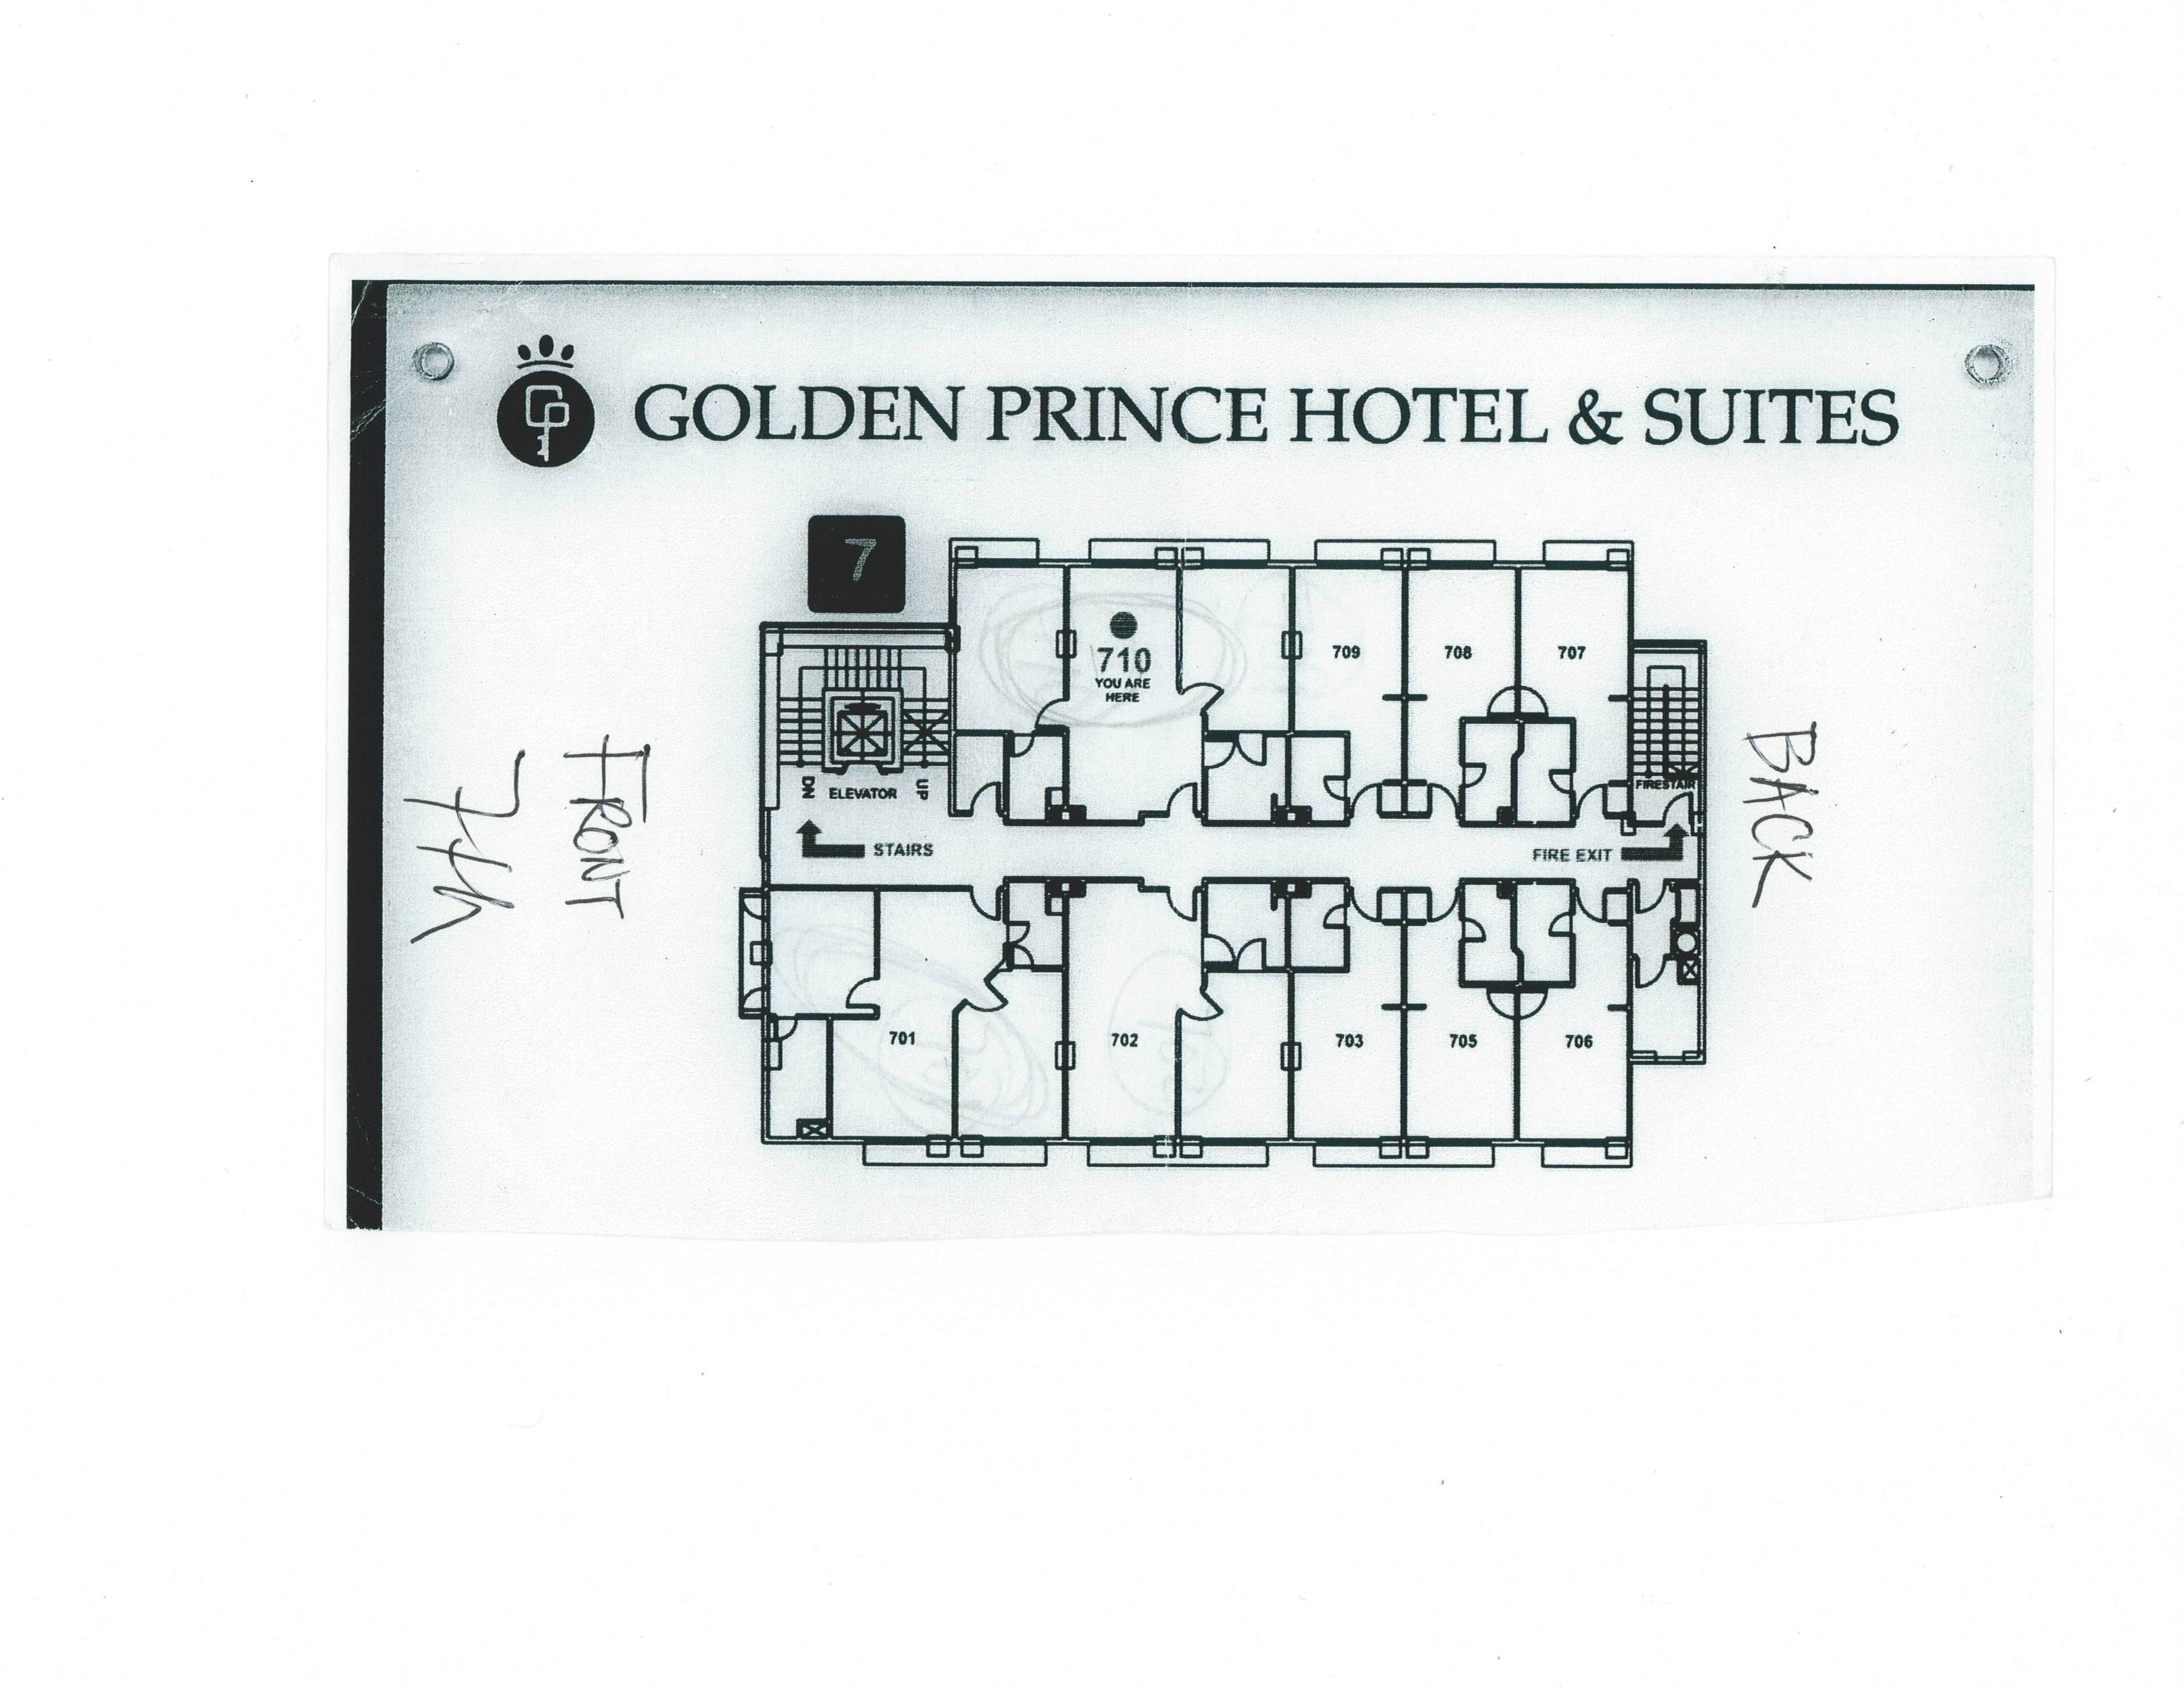 GP
GOLDEN PRINCE HOTEL & SUITES
7
710
YOU ARE
HERE
709
708
707
DN
ELEVATOR
UP
FIRESTAIR
STAIRS
FIRE EXIT
701
702
703
705
706
FRONT
7th
BACK